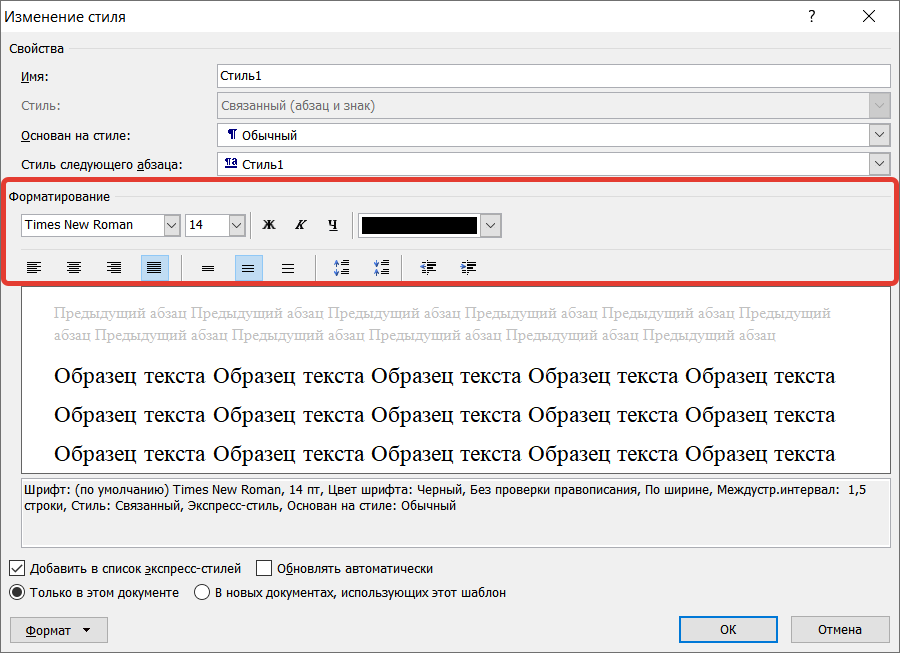 Изменение стиля ?
Свойства
Имя: Стиль1
Стиль: Связанный (абзац и знак)
Основан на стиле: ¶ Обычный
Стиль следующего абзаца: ¶a Стиль1
Форматирование
Times New Roman 14 Ж К Ч
Предыдущий абзац Предыдущий абзац Предыдущий абзац Предыдущий абзац Предыдущий абзац Предыдущий
абзац Предыдущий абзац Предыдущий абзац Предыдущий абзац Предыдущий абзац Предыдущий абзац
Образец текста Образец текста Образец текста Образец текста Образец текста
Образец текста Образец текста Образец текста Образец текста Образец текста
Образец текста Образец текста Образец текста Образец текста Образец текста
Шрифт: (по умолчанию) Times New Roman, 14 пт, Цвет шрифта: Черный, Без проверки правописания, По ширине, Междустр.интервал:  1,5
строки, Стиль: Связанный, Экспресс-стиль, Основан на стиле: Обычный
Добавить в список экспресс-стилей Обновлять автоматически
Только в этом документе В новых документах, использующих этот шаблон
Формат ОК Отмена